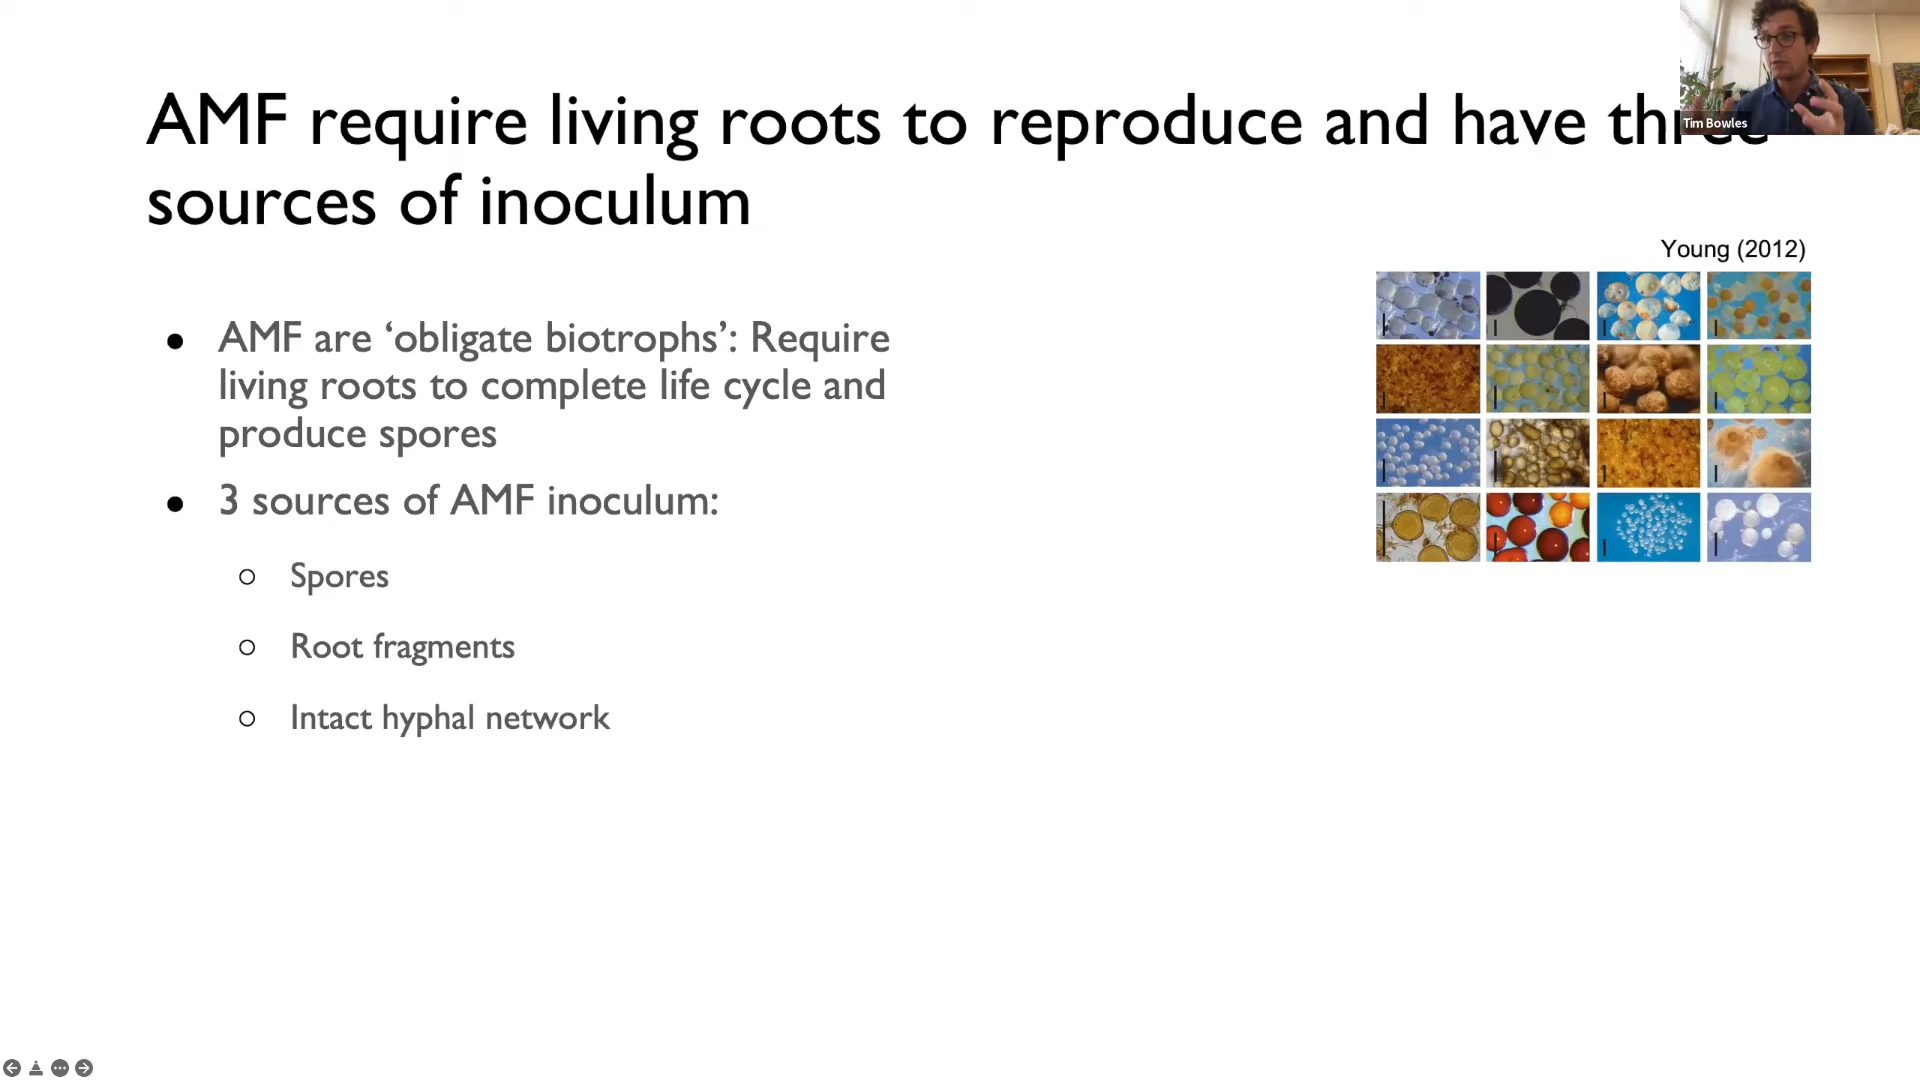 AMF require living roots to reproduce and have three
sources of inoculum
Tim Bowles
Young (2012)
● AMF are ‘obligate biotrophs’: Require
living roots to complete life cycle and
produce spores
● 3 sources of AMF inoculum:
○ Spores
○ Root fragments
○ Intact hyphal network